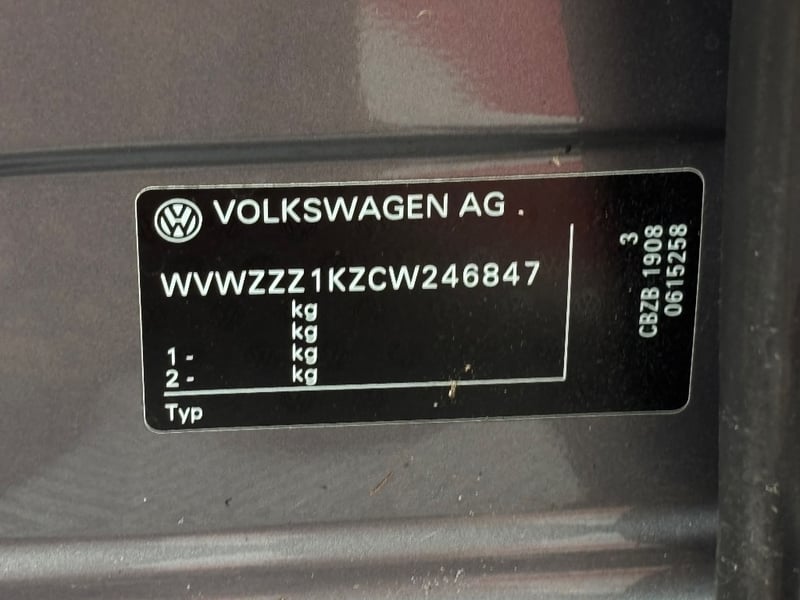 VOLKSWAGEN AG .
WVWZZZ1KZCW246847
kg
kg
1 - kg
2 - kg
Typ
3
CBZB 1908
0615258